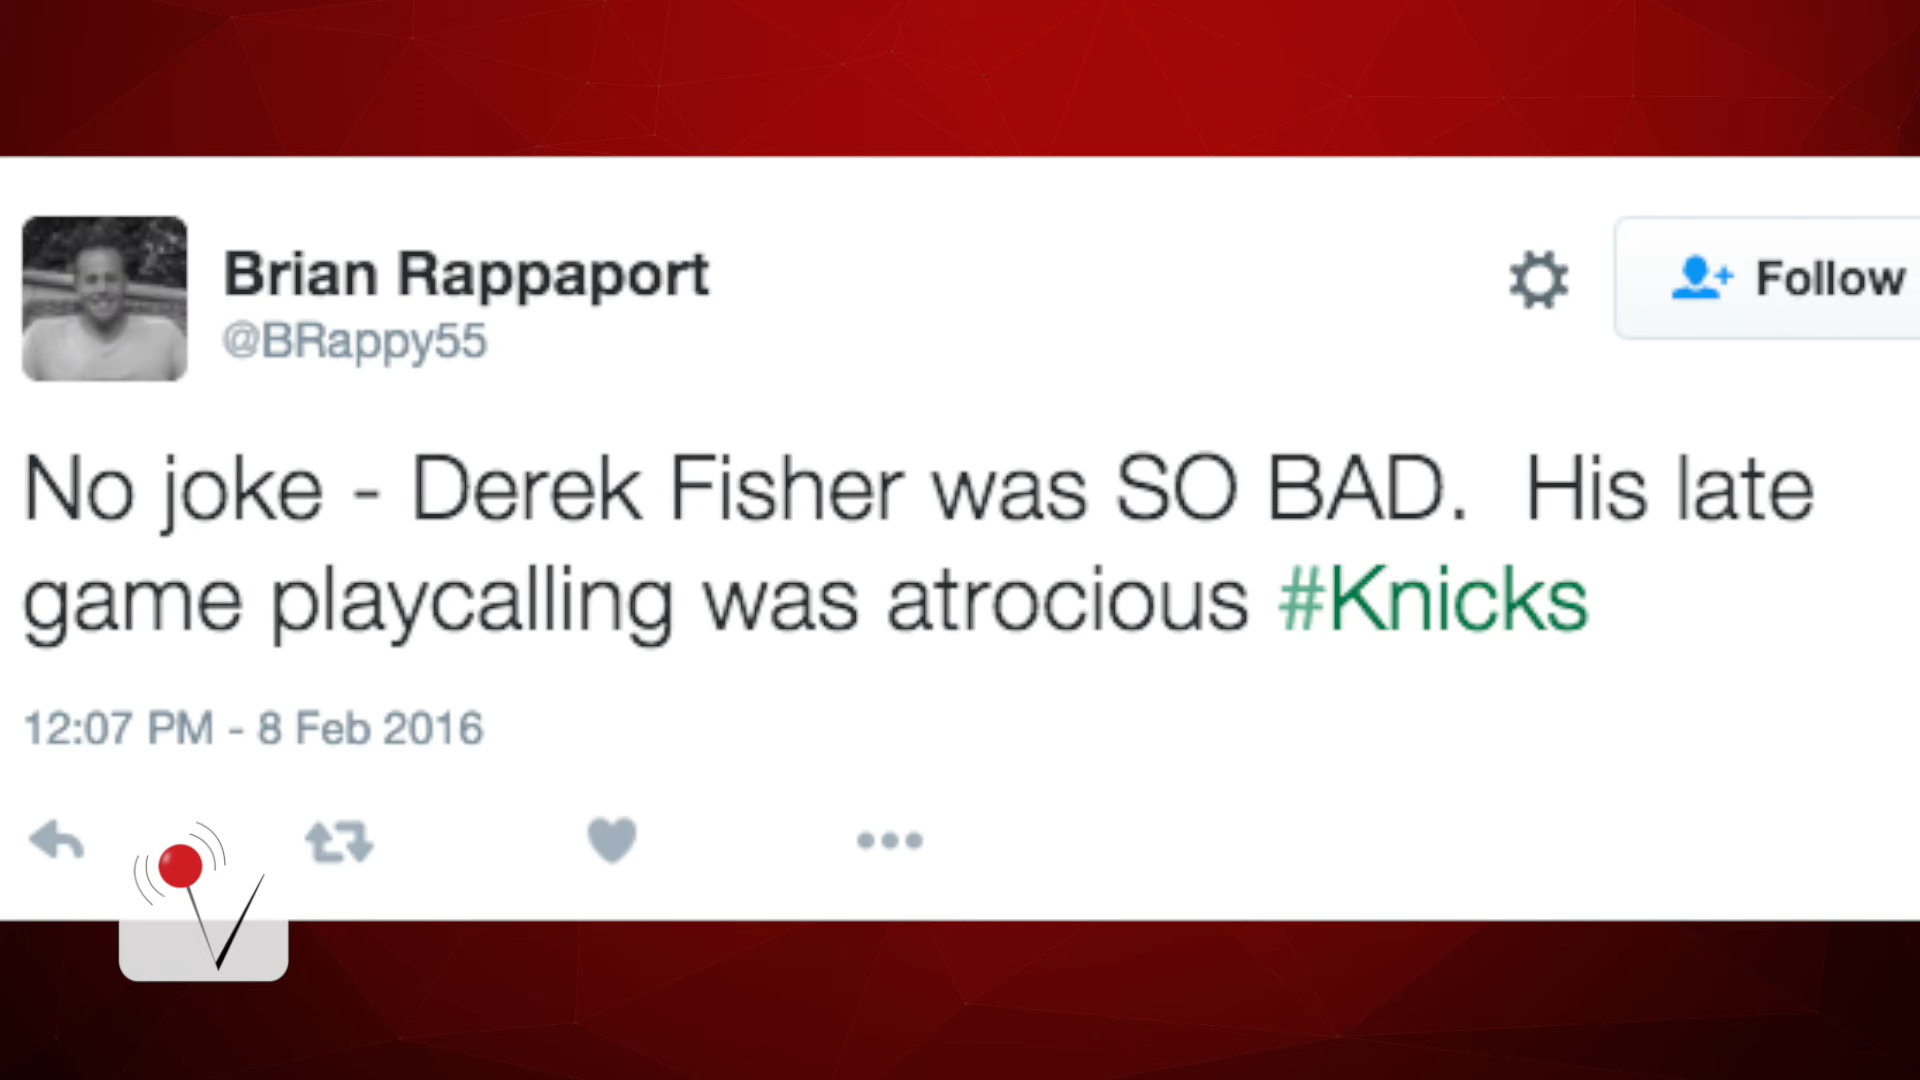 Brian Rappaport
@BRappy55
Follow
No joke - Derek Fisher was SO BAD.  His late
game playcalling was atrocious #Knicks
12:07 PM - 8 Feb 2016